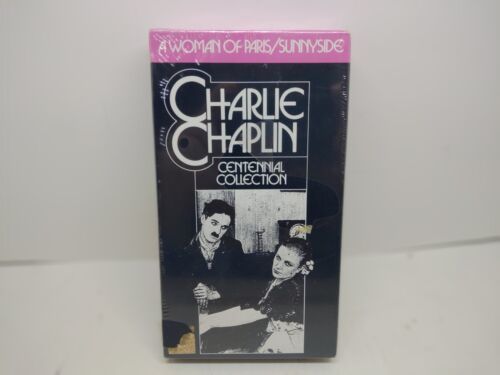 A WOMAN OF PARIS/SUNNYSIDE
CHARLIE
CHAPLIN
CENTENNIAL
COLLECTION